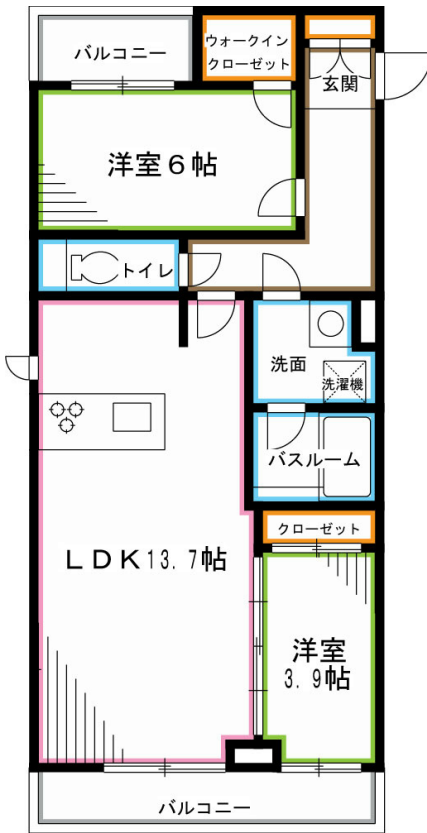 バルコニー
ウォークイン
クローゼット
玄関
洋室6帖
トイレ
洗面
洗濯機
バスルーム
クローゼット
LDK13.7帖
洋室
3.9帖
バルコニー